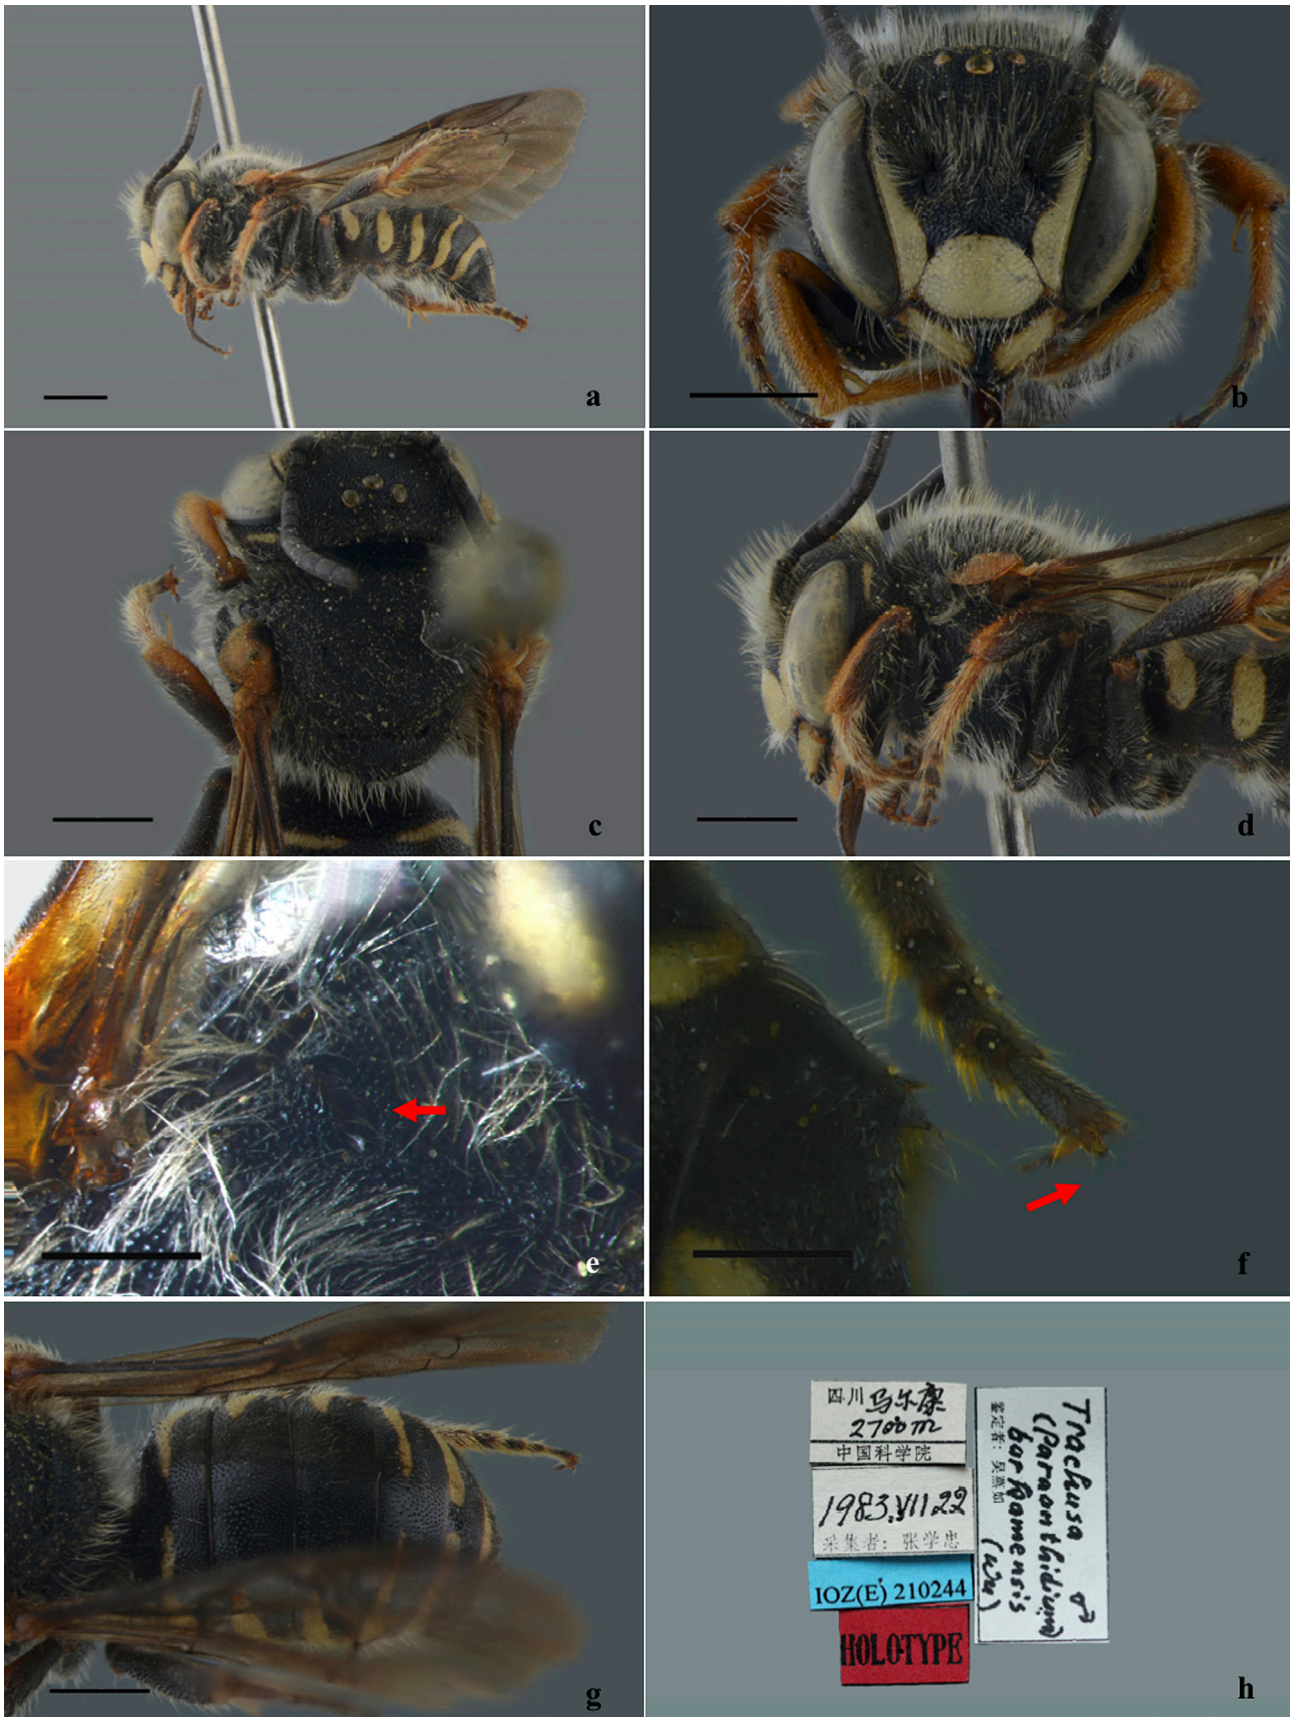 a
b
c
d
e
f
g
四川 马尔康
2700m
中国科学院
1983.VII.22
采集者: 张学忠
IOZ(E) 210244
HOLOTYPE
Trachusa ♂
(Paraanthidium)
barkamensis
(Wu)
鉴定者: 吴燕如
h